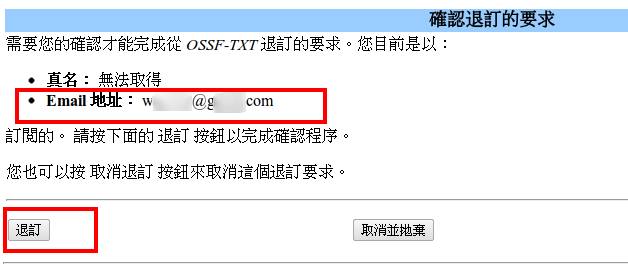 確認退訂的要求
需要您的確認才能完成從 OSSF-TXT 退訂的要求。您目前是以：
真名： 無法取得
Email 地址： w @g com
訂閱的。 請按下面的 退訂 按鈕以完成確認程序。
您也可以按 取消退訂 按鈕來取消這個退訂要求。
退訂
取消並拋棄